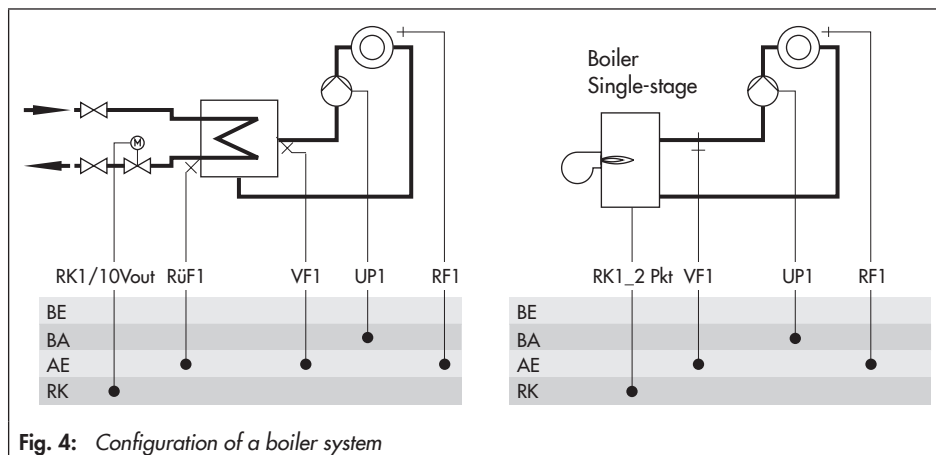 Boiler
Single-stage
M
RK1/10Vout RüF1 VF1 UP1 RF1
BE
BA
AE
RK
RK1_2 Pkt VF1 UP1 RF1
BE
BA
AE
RK
Fig. 4: Configuration of a boiler system